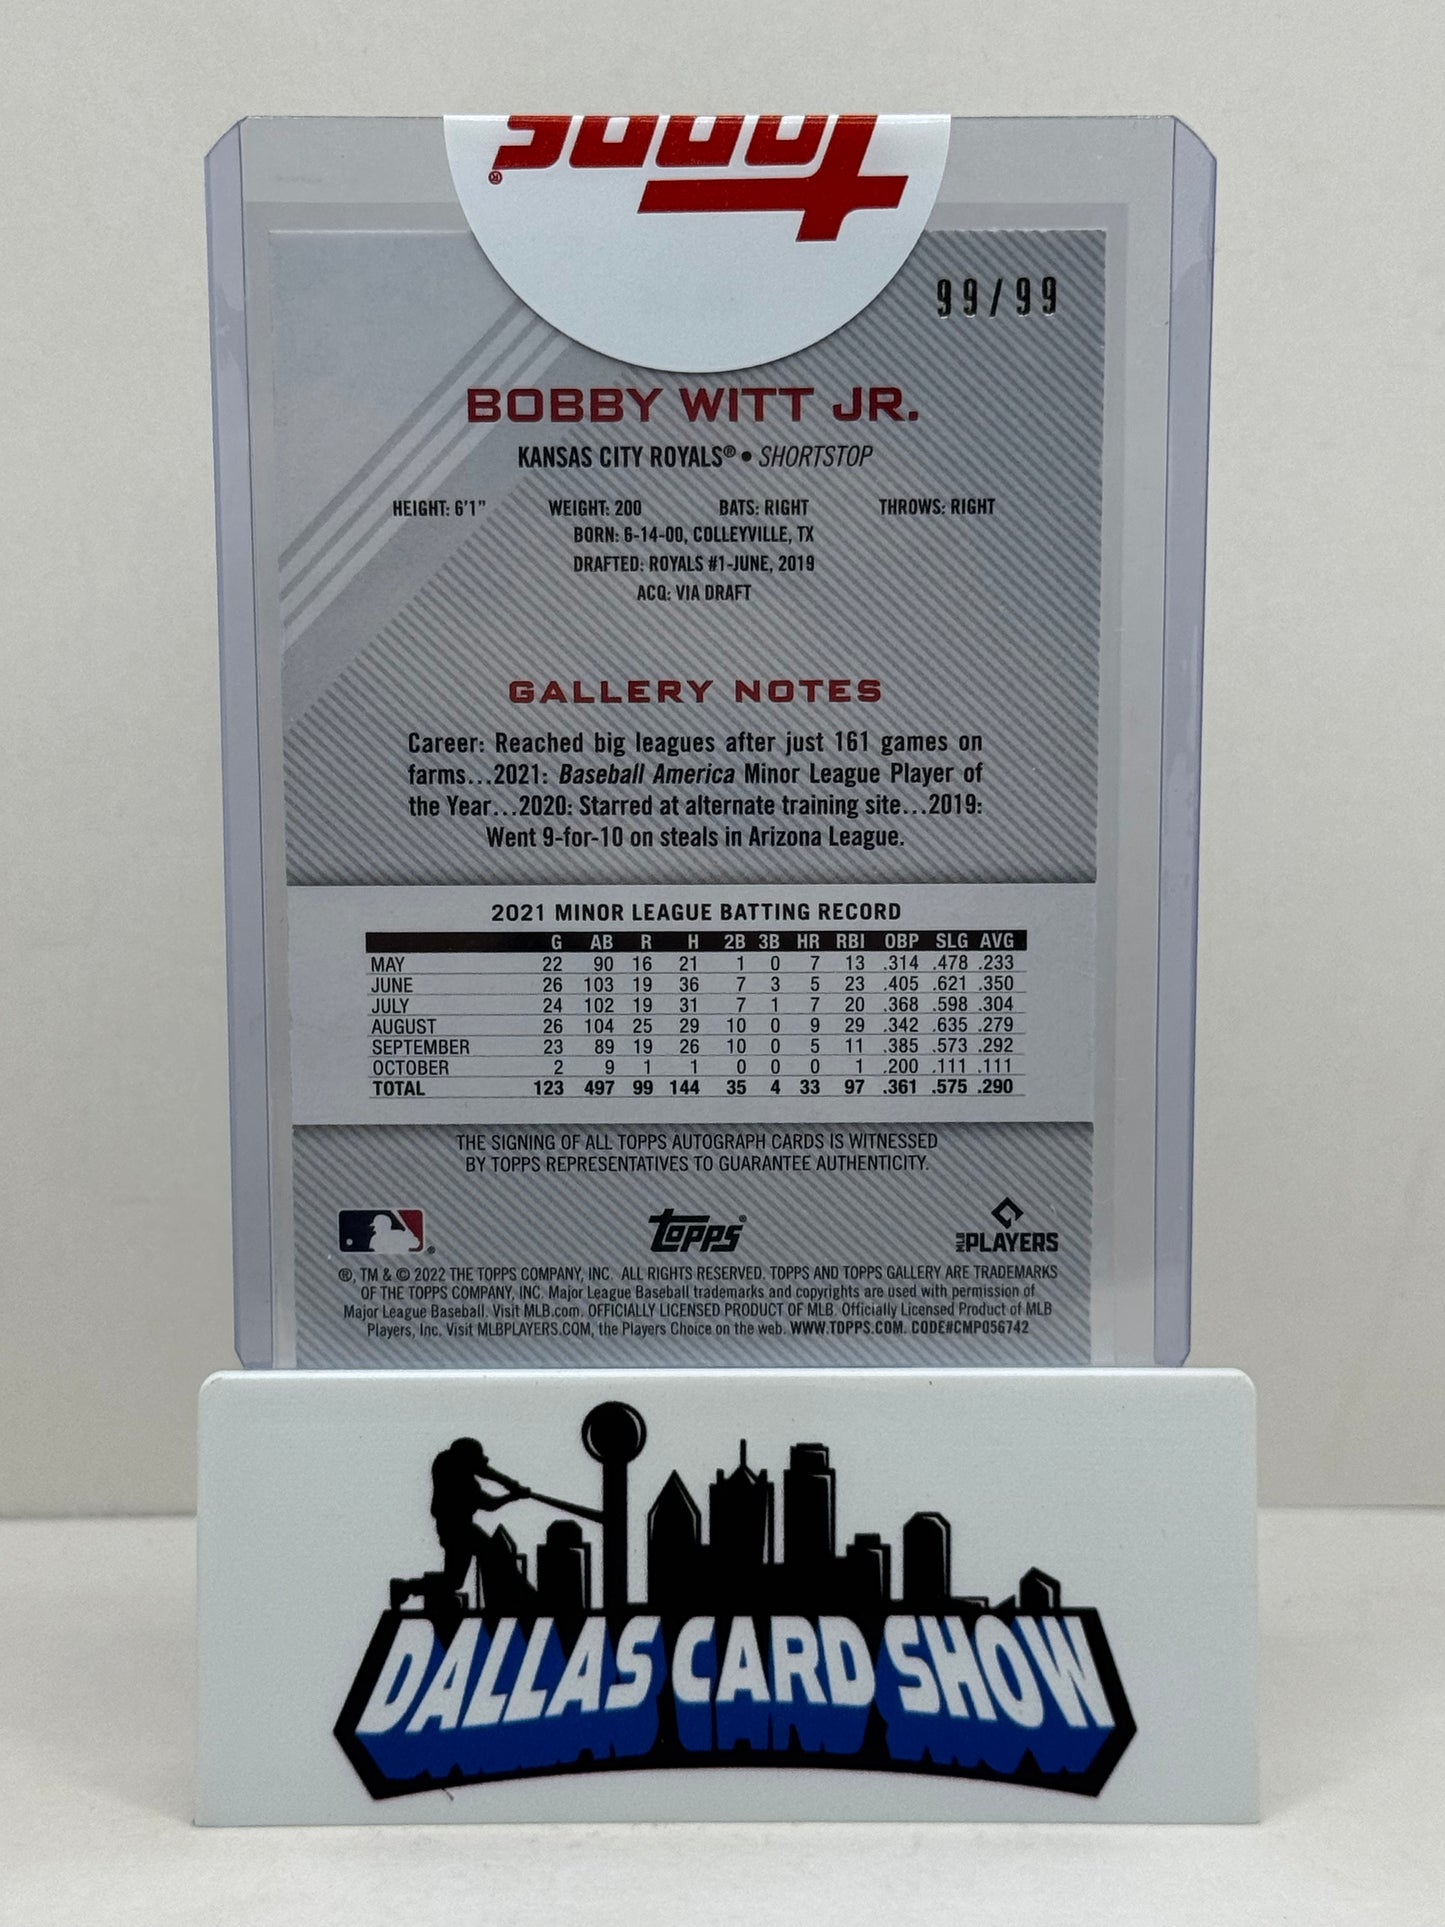 Topps®
99/99
BOBBY WITT JR.
KANSAS CITY ROYALS® • SHORTSTOP
HEIGHT: 6'1" WEIGHT: 200 BATS: RIGHT THROWS: RIGHT
BORN: 6-14-00, COLLEYVILLE, TX
DRAFTED: ROYALS #1-JUNE, 2019
ACQ: VIA DRAFT
GALLERY NOTES
Career: Reached big leagues after just 161 games on
farms...2021: Baseball America Minor League Player of
the Year...2020: Starred at alternate training site...2019:
Went 9-for-10 on steals in Arizona League.
2021 MINOR LEAGUE BATTING RECORD
G AB R H 2B 3B HR RBI OBP SLG AVG
MAY 22 90 16 21 1 0 7 13 .314 .478 .233
JUNE 26 103 19 36 7 3 5 23 .405 .621 .350
JULY 24 102 19 31 7 1 7 20 .368 .598 .304
AUGUST 26 104 25 29 10 0 9 29 .342 .635 .279
SEPTEMBER 23 89 19 26 10 0 5 11 .385 .573 .292
OCTOBER 2 9 1 1 0 0 0 1 .200 .111 .111
TOTAL 123 497 99 144 35 4 33 97 .361 .575 .290
THE SIGNING OF ALL TOPPS AUTOGRAPH CARDS IS WITNESSED
BY TOPPS REPRESENTATIVES TO GUARANTEE AUTHENTICITY.
® Topps® MLB PLAYERS
®, TM & © 2022 THE TOPPS COMPANY, INC. ALL RIGHTS RESERVED. TOPPS AND TOPPS GALLERY ARE TRADEMARKS
OF THE TOPPS COMPANY, INC. Major League Baseball trademarks and copyrights are used with permission of
Major League Baseball. Visit MLB.com. OFFICIALLY LICENSED PRODUCT OF MLB. Officially Licensed Product of MLB
Players, Inc. Visit MLBPLAYERS.COM, the Players Choice on the web. WWW.TOPPS.COM. CODE#CMP056742
DALLAS CARD SHOW